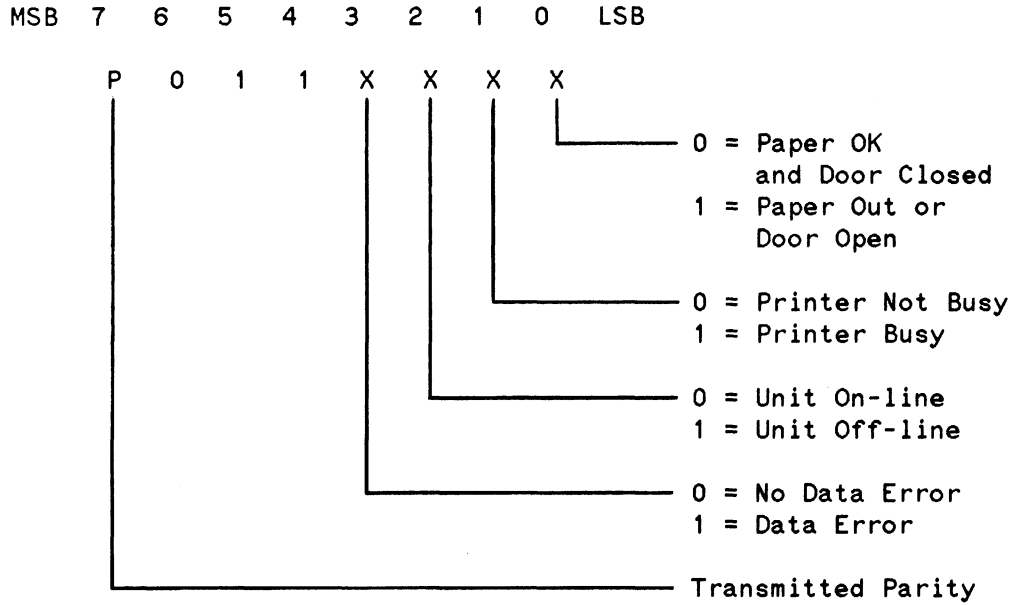 MSB 7 6 5 4 3 2 1 0 LSB
P 0 1 1 X X X X
0 = Paper OK
and Door Closed
1 = Paper Out or
Door Open
0 = Printer Not Busy
1 = Printer Busy
0 = Unit On-line
1 = Unit Off-line
0 = No Data Error
1 = Data Error
Transmitted Parity